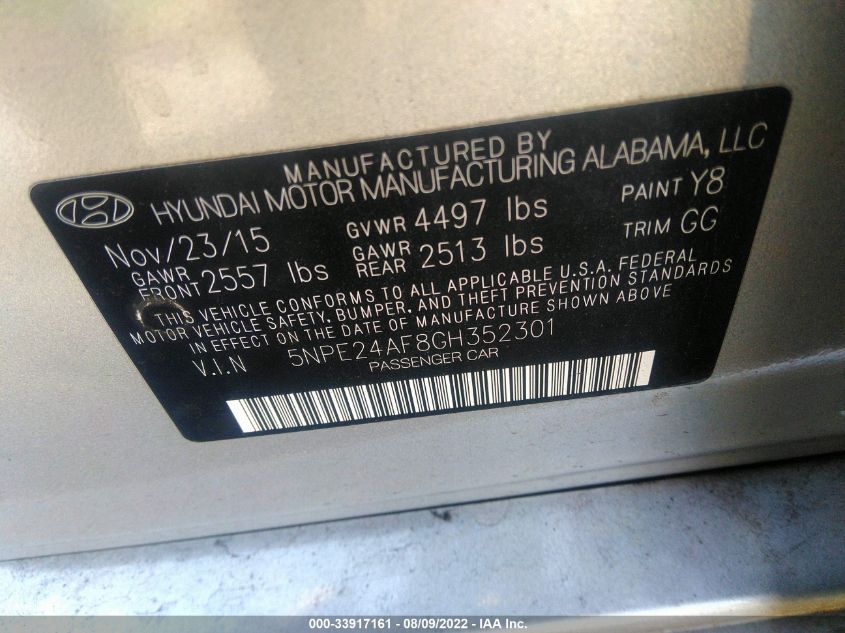 MANUFACTURED BY
HYUNDAI MOTOR MANUFACTURING ALABAMA, LLC
Nov/23/15 GVWR 4497 lbs PAINT Y8
GAWR FRONT 2557 lbs GAWR REAR 2513 lbs TRIM GG
THIS VEHICLE CONFORMS TO ALL APPLICABLE U.S.A. FEDERAL
MOTOR VEHICLE SAFETY, BUMPER, AND THEFT PREVENTION STANDARDS
IN EFFECT ON THE DATE OF MANUFACTURE SHOWN ABOVE
V.I.N 5NPE24AF8GH352301
PASSENGER CAR
000-33917161 - 08/09/2022 - IAA Inc.